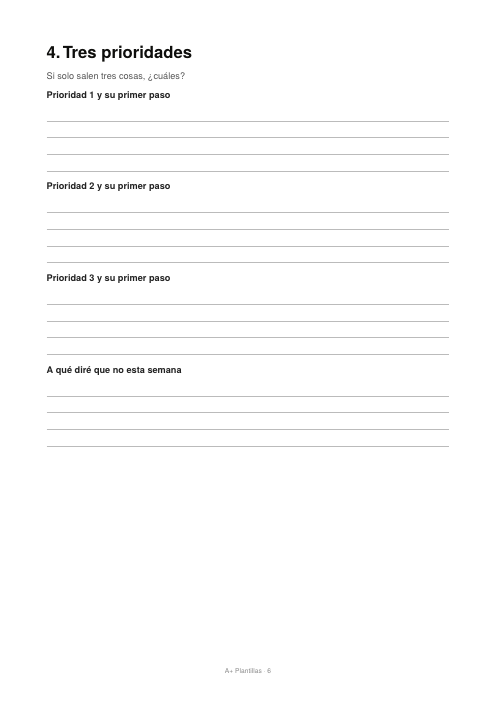 4. Tres prioridades
Si solo salen tres cosas, ¿cuáles?
Prioridad 1 y su primer paso
Prioridad 2 y su primer paso
Prioridad 3 y su primer paso
A qué diré que no esta semana
A+ Plantillas · 6